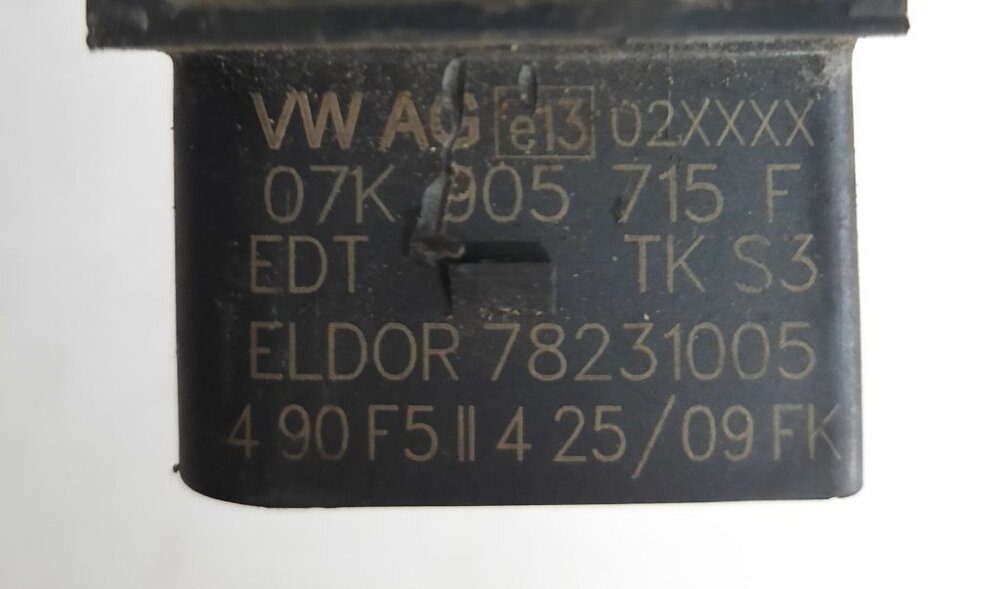 VW AG e13 02XXXX
07K 905 715 F
EDT TK S3
ELDOR 78231005
4 90 F5 II 4 25/09 FK